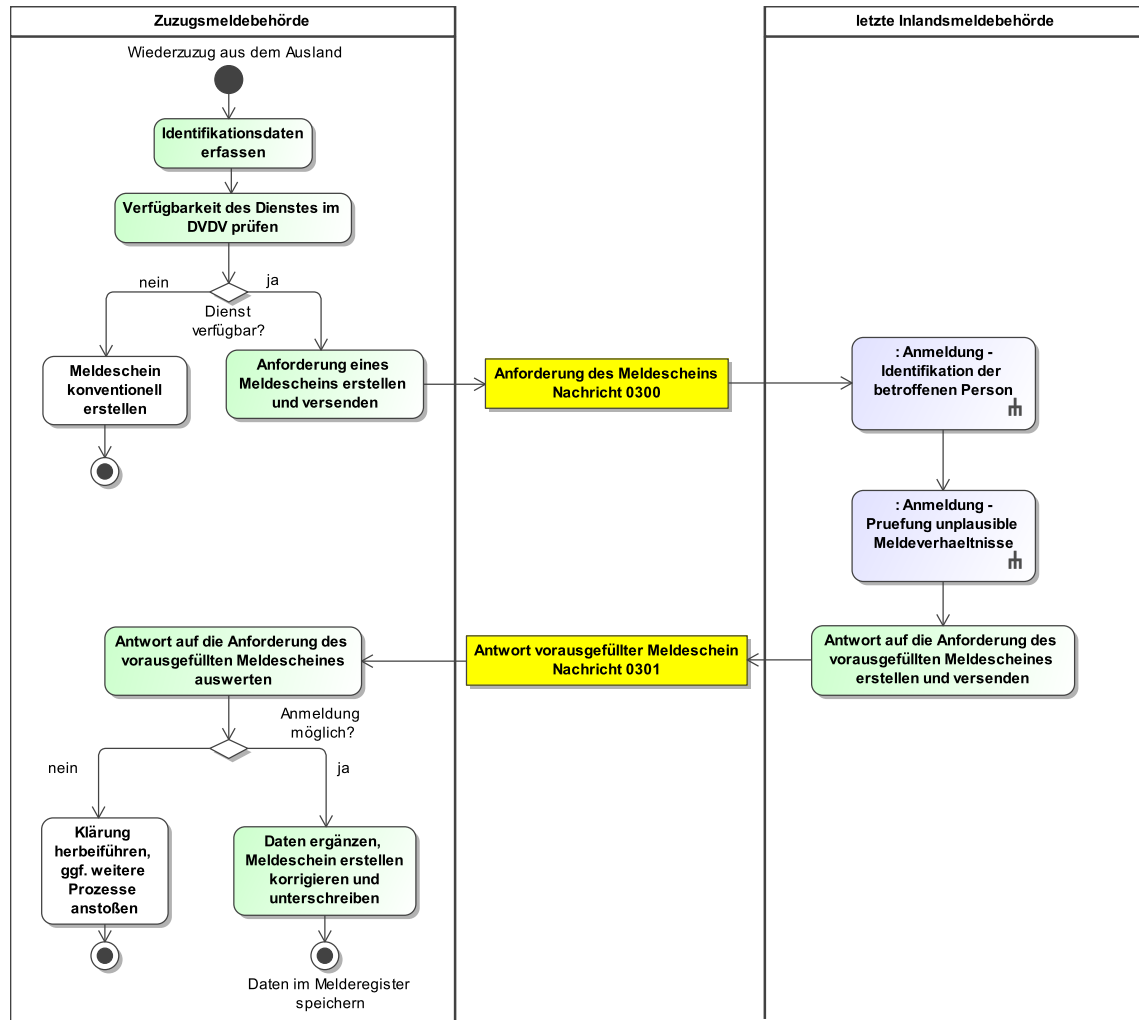 Zuzugsmeldebehörde
letzte Inlandsmeldebehörde
Wiederzuzug aus dem Ausland
Identifikationsdaten
erfassen
Verfügbarkeit des Dienstes im
DVDV prüfen
nein
ja
Dienst
verfügbar?
Meldeschein
konventionell
erstellen
Anforderung eines
Meldescheins erstellen
und versenden
Anforderung des Meldescheins
Nachricht 0300
: Anmeldung -
Identifikation der
betroffenen Person
: Anmeldung -
Pruefung unplausible
Meldeverhaeltnisse
Antwort auf die Anforderung des
vorausgefüllten Meldescheines
erstellen und versenden
Antwort vorausgefüllter Meldeschein
Nachricht 0301
Antwort auf die Anforderung des
vorausgefüllten Meldescheines
auswerten
Anmeldung
möglich?
nein
ja
Klärung
herbeiführen,
ggf. weitere
Prozesse
anstoßen
Daten ergänzen,
Meldeschein erstellen
korrigieren und
unterschreiben
Daten im Melderegister
speichern